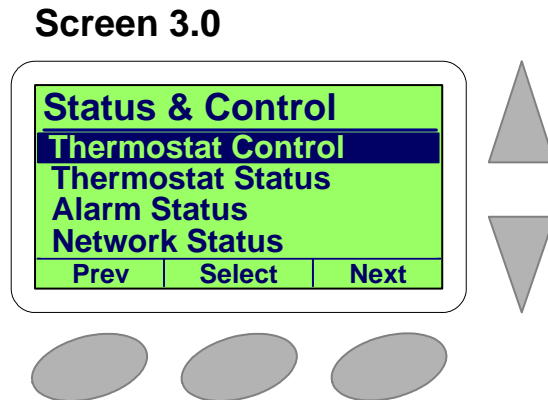 Screen 3.0
Status & Control
Thermostat Control
Thermostat Status
Alarm Status
Network Status
Prev Select Next